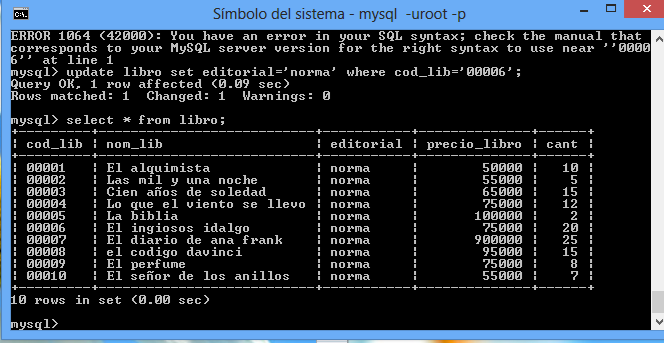 Símbolo del sistema - mysql -uroot -p
ERROR 1064 (42000): You have an error in your SQL syntax; check the manual that
corresponds to your MySQL server version for the right syntax to use near ''0000
6'' at line 1
mysql> update libro set editorial='norma' where cod_lib='00006';
Query OK, 1 row affected (0.09 sec)
Rows matched: 1  Changed: 1  Warnings: 0
mysql> select * from libro;
+---------+--------------------------+-----------+--------------+------+
| cod_lib | nom_lib                  | editorial | precio_libro | cant |
+---------+--------------------------+-----------+--------------+------+
| 00001   | El alquimista            | norma     |        50000 |   10 |
| 00002   | Las mil y una noche      | norma     |        55000 |    5 |
| 00003   | Cien años de soledad     | norma     |        65000 |   15 |
| 00004   | Lo que el viento se llevo | norma     |        75000 |   12 |
| 00005   | La biblia                | norma     |       100000 |    2 |
| 00006   | El ingiosos idalgo       | norma     |        75000 |   20 |
| 00007   | El diario de ana frank   | norma     |       900000 |   25 |
| 00008   | el codigo davinci        | norma     |        95000 |   15 |
| 00009   | El perfume               | norma     |        75000 |    8 |
| 00010   | El señor de los anillos  | norma     |        55000 |    7 |
+---------+--------------------------+-----------+--------------+------+
10 rows in set (0.00 sec)
mysql>